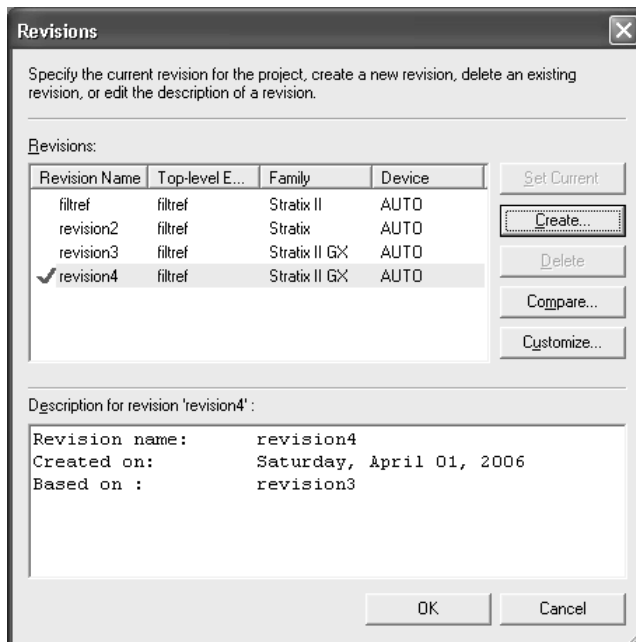 Revisions
Specify the current revision for the project, create a new revision, delete an existing
revision, or edit the description of a revision.
Revisions:
Revision Name Top-level E... Family Device
filtref filtref Stratix II AUTO
revision2 filtref Stratix AUTO
revision3 filtref Stratix II GX AUTO
revision4 filtref Stratix II GX AUTO
Set Current
Create...
Delete
Compare...
Customize...
Description for revision 'revision4' :
Revision name: revision4
Created on: Saturday, April 01, 2006
Based on : revision3
OK Cancel